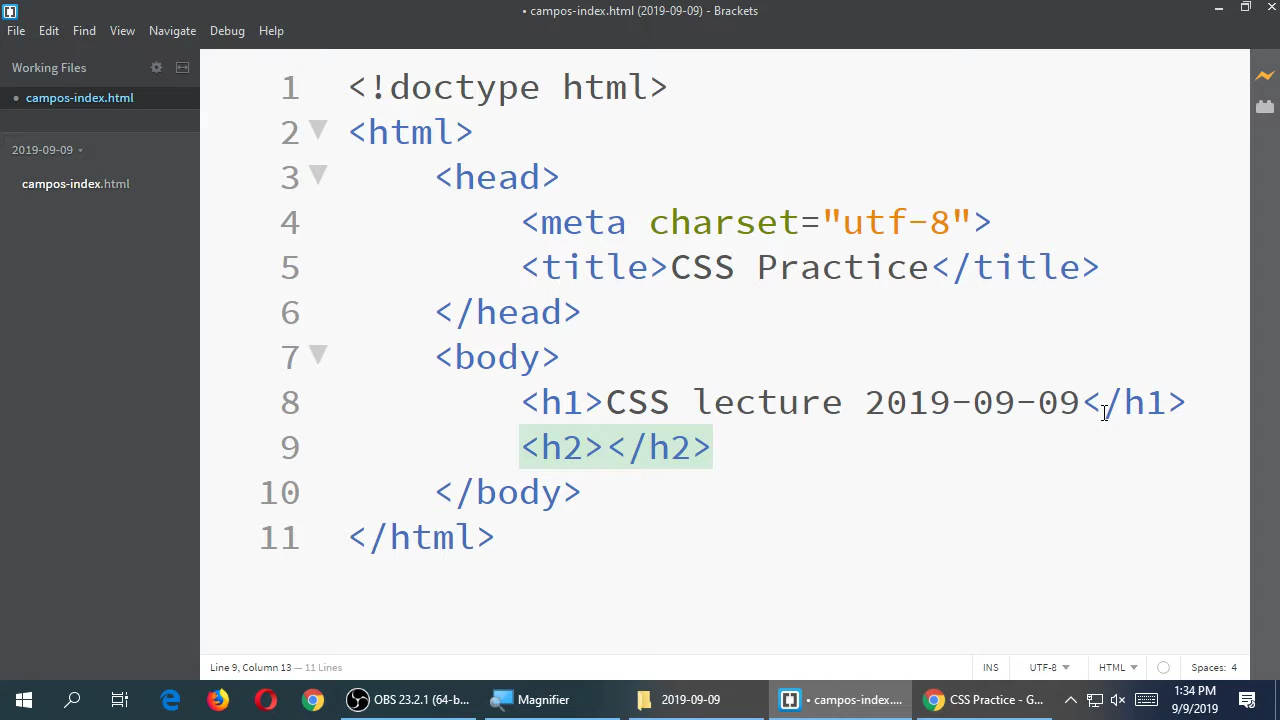 • campos-index.html (2019-09-09) - Brackets
File Edit Find View Navigate Debug Help
Working Files
• campos-index.html
2019-09-09
campos-index.html
1 <!doctype html>
2 <html>
3 <head>
4 <meta charset="utf-8">
5 <title>CSS Practice</title>
6 </head>
7 <body>
8 <h1>CSS lecture 2019-09-09</h1>
9 <h2></h2>
10 </body>
11 </html>
Line 9, Column 13 — 11 Lines
INS UTF-8 HTML Spaces: 4
OBS 23.2.1 (64-b... Magnifier 2019-09-09 • campos-index.... CSS Practice - G... 1:34 PM
9/9/2019